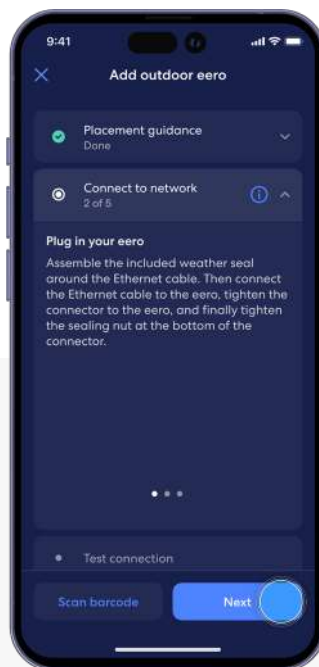 9:41
Add outdoor eero
Placement guidance
Done
Connect to network
2 of 5
Plug in your eero
Assemble the included weather seal
around the Ethernet cable. Then connect
the Ethernet cable to the eero, tighten the
connector to the eero, and finally tighten
the sealing nut at the bottom of the
connector.
Test connection
Scan barcode
Next